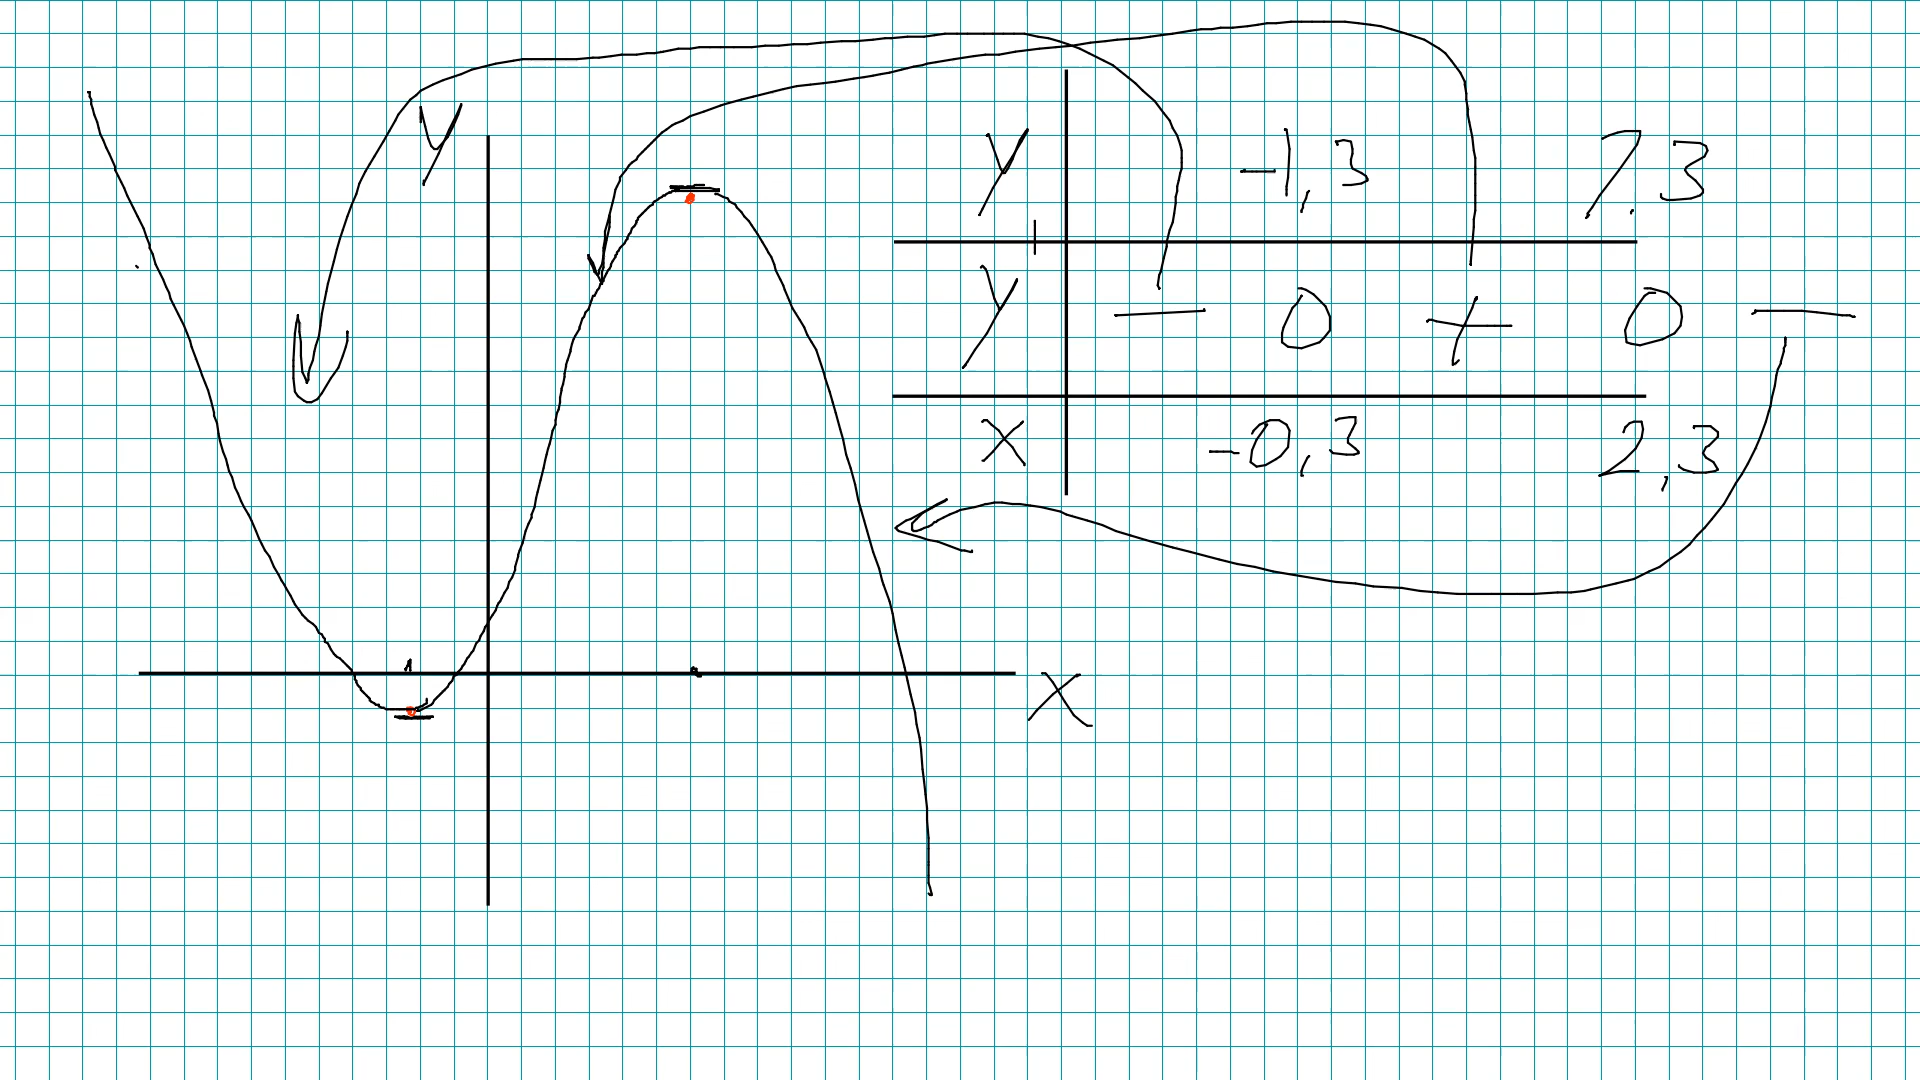 y
y -1,3 7.3
y' - 0 + 0 -
x -0,3 2,3
x